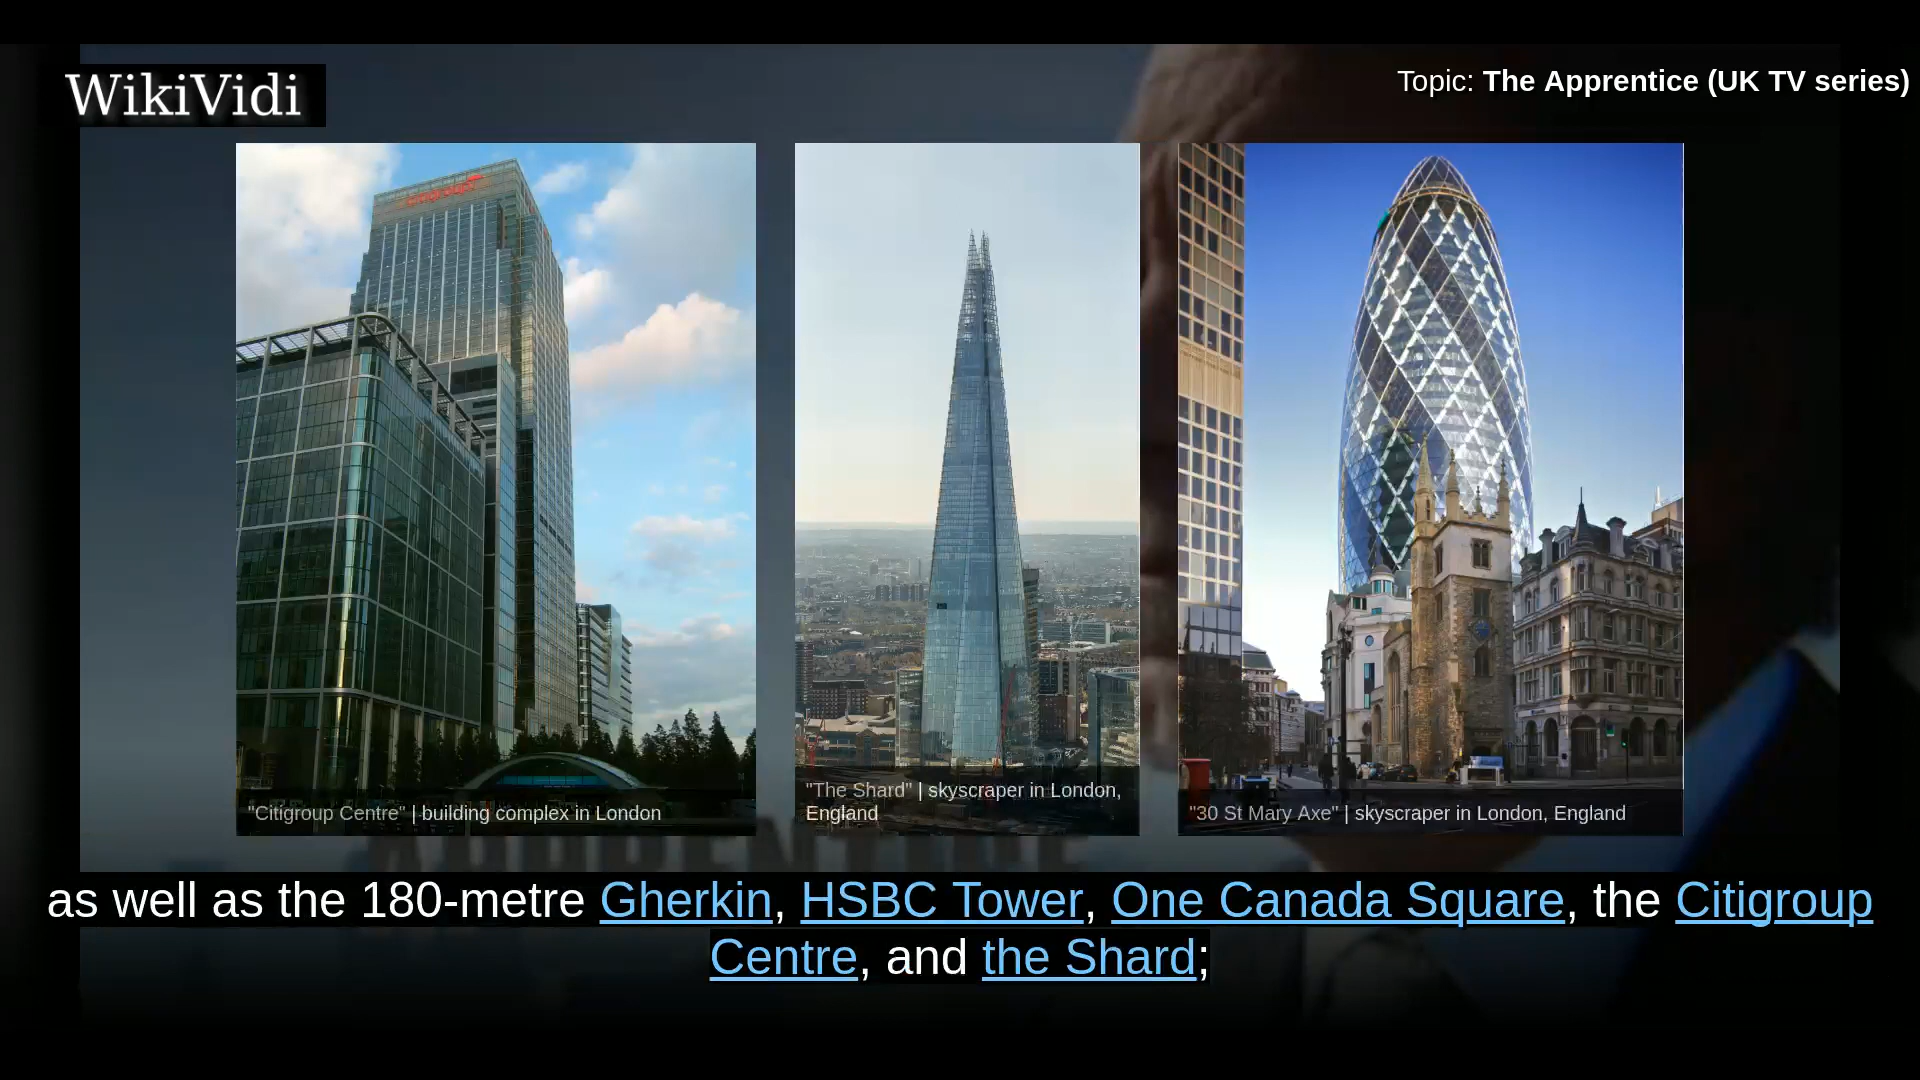 WikiVidi
Topic: The Apprentice (UK TV series)
citigroup
"Citigroup Centre" | building complex in London
"The Shard" | skyscraper in London,
England
"30 St Mary Axe" | skyscraper in London, England
as well as the 180-metre Gherkin, HSBC Tower, One Canada Square, the Citigroup
Centre, and the Shard;